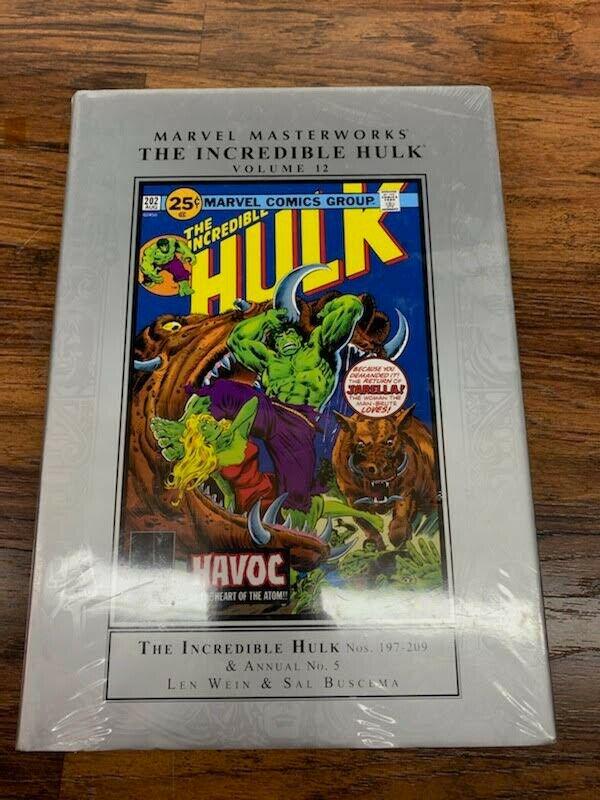 MARVEL MASTERWORKS
THE INCREDIBLE HULK
VOLUME 12
202
AUG
25¢
MARVEL COMICS GROUP
THE
INCREDIBLE
HULK
BECAUSE YOU
DEMANDED IT!
THE RETURN OF
JARELLA!
THE WOMAN THE
MAN-BRUTE
LOVES!
HAVOC
HEART OF THE ATOM!!
THE INCREDIBLE HULK NOS. 197-209
& ANNUAL NO. 5
LEN WEIN & SAL BUSCEMA